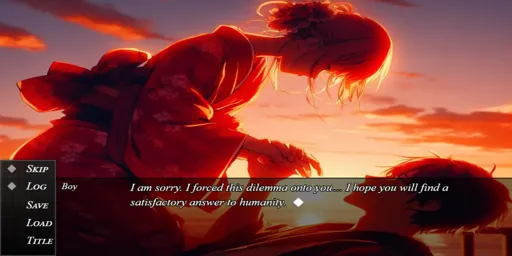 Skip
Log
Save
Load
Title
Boy
I am sorry. I forced this dilemma onto you... I hope you will find a
satisfactory answer to humanity.